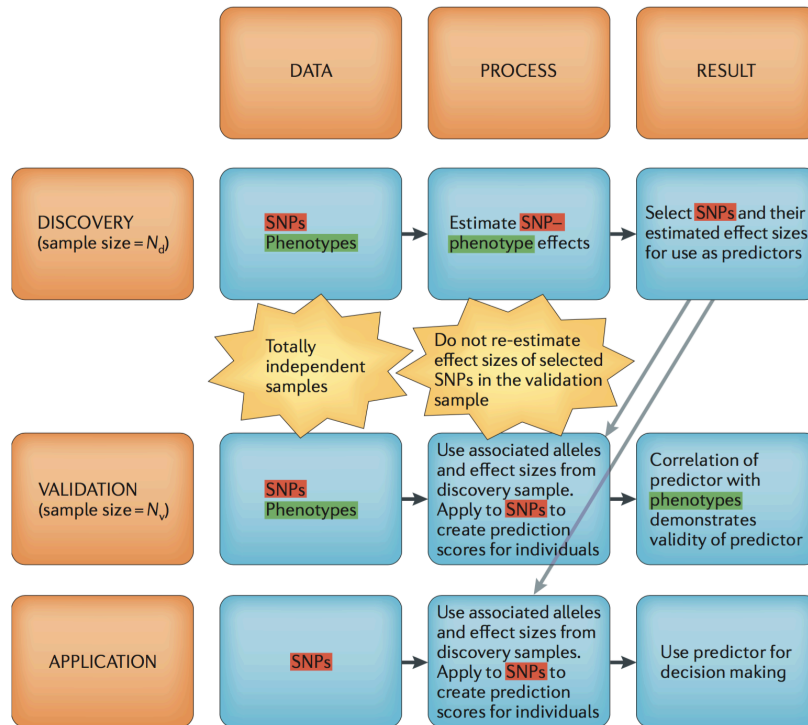 DATA
PROCESS
RESULT
DISCOVERY
(sample size = N_d)
SNPs
Phenotypes
Estimate SNP–
phenotype effects
Select SNPs and their
estimated effect sizes
for use as predictors
Totally
independent
samples
Do not re-estimate
effect sizes of selected
SNPs in the validation
sample
VALIDATION
(sample size = N_v)
SNPs
Phenotypes
Use associated alleles
and effect sizes from
discovery sample.
Apply to SNPs to
create prediction
scores for individuals
Correlation of
predictor with
phenotypes
demonstrates
validity of predictor
APPLICATION
SNPs
Use associated alleles
and effect sizes from
discovery samples.
Apply to SNPs to
create prediction
scores for individuals
Use predictor for
decision making